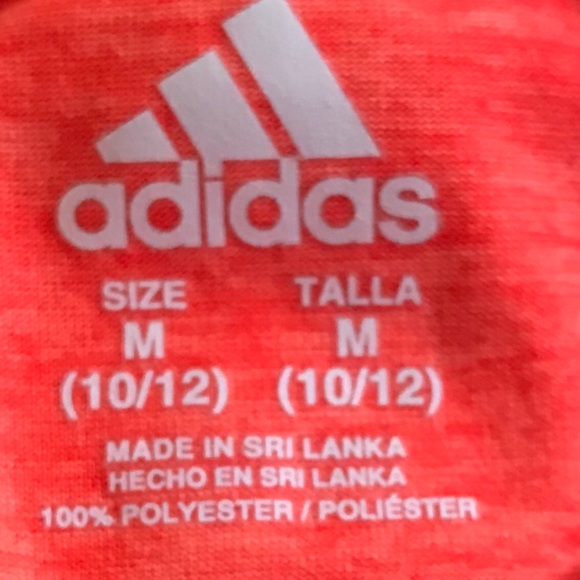 adidas
SIZE TALLA
M M
(10/12) (10/12)
MADE IN SRI LANKA
HECHO EN SRI LANKA
100% POLYESTER / POLIÉSTER